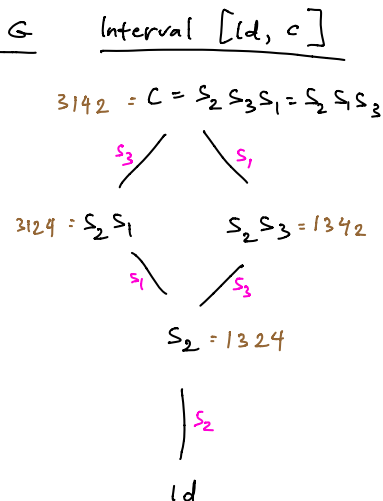 G Interval [Id, c]
3142 = C = S₂ S₃ S₁ = S₂ S₁ S₃
S₃ S₁
3124 = S₂ S₁ S₂ S₃ = 1342
S₁ S₃
S₂ = 1324
S₂
Id